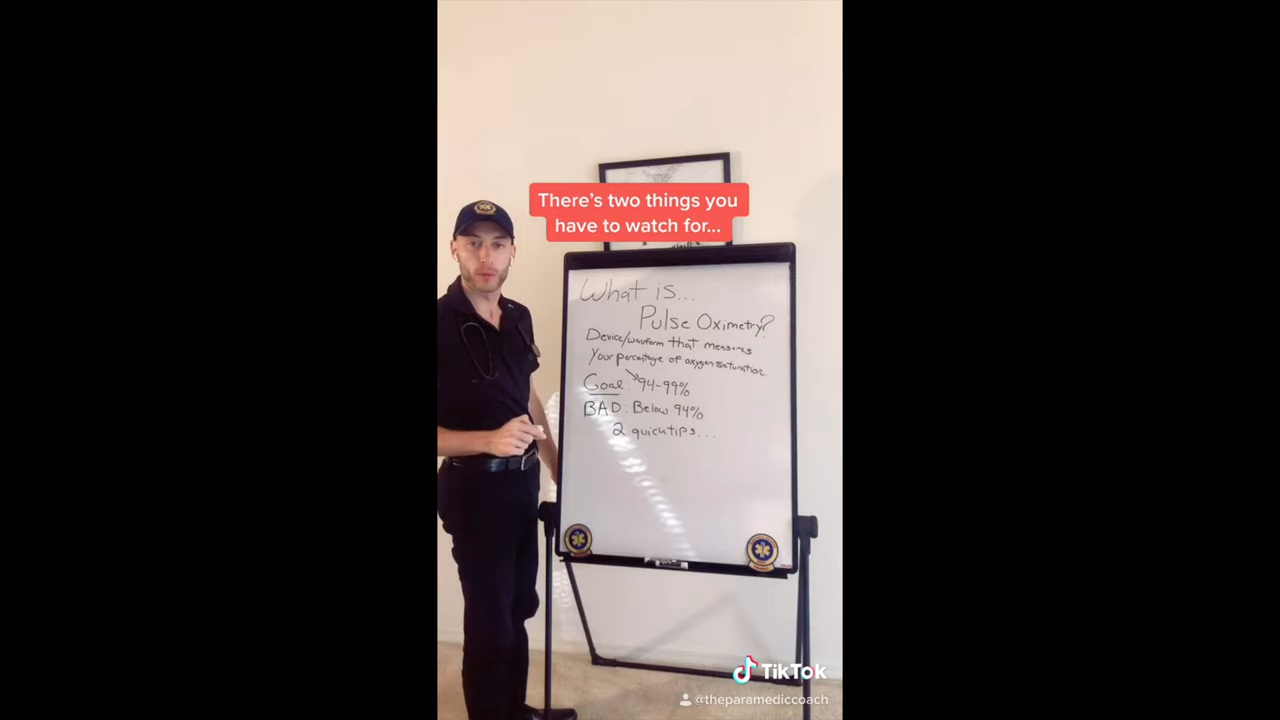 There's two things you
have to watch for...
What is...
Pulse Oximetry?
Device/waveform that measures
Your percentage of oxygen saturation.
Goal: 94-99%
BAD: Below 94%
2 quick tips...
TikTok
@theparamediccoach